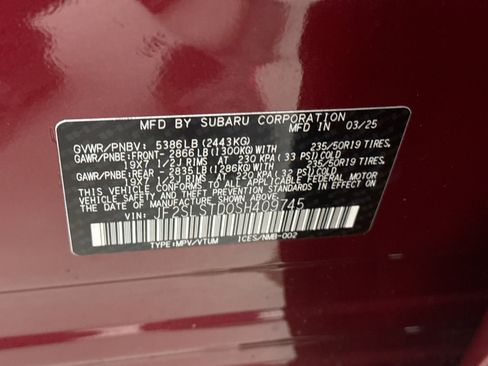 MFD BY SUBARU CORPORATION
MFD IN 03/25
GVWR/PNBV: 5386LB (2443KG)
GAWR/PNBE:FRONT- 2866LB (1300KG)WITH 235/50R19 TIRES,
19X7 1/2J RIMS AT 230 KPA (33 PSI)COLD
GAWR/PNBE:REAR - 2835LB (1286KG)WITH 235/50R19 TIRES,
19X7 1/2J RIMS AT 220 KPA (32 PSI)COLD
THIS VEHICLE CONFORMS TO ALL APPLICABLE FEDERAL MOTOR
VEHICLE SAFETY, BUMPER, AND THEFT PREVENTION STANDARDS IN EFFECT ON THE
DATE OF MANUFACTURE SHOWN ABOVE.
VIN: JF2SLSTD0SH409745
TYPE:MPV/VTUM ICES/NMB-002